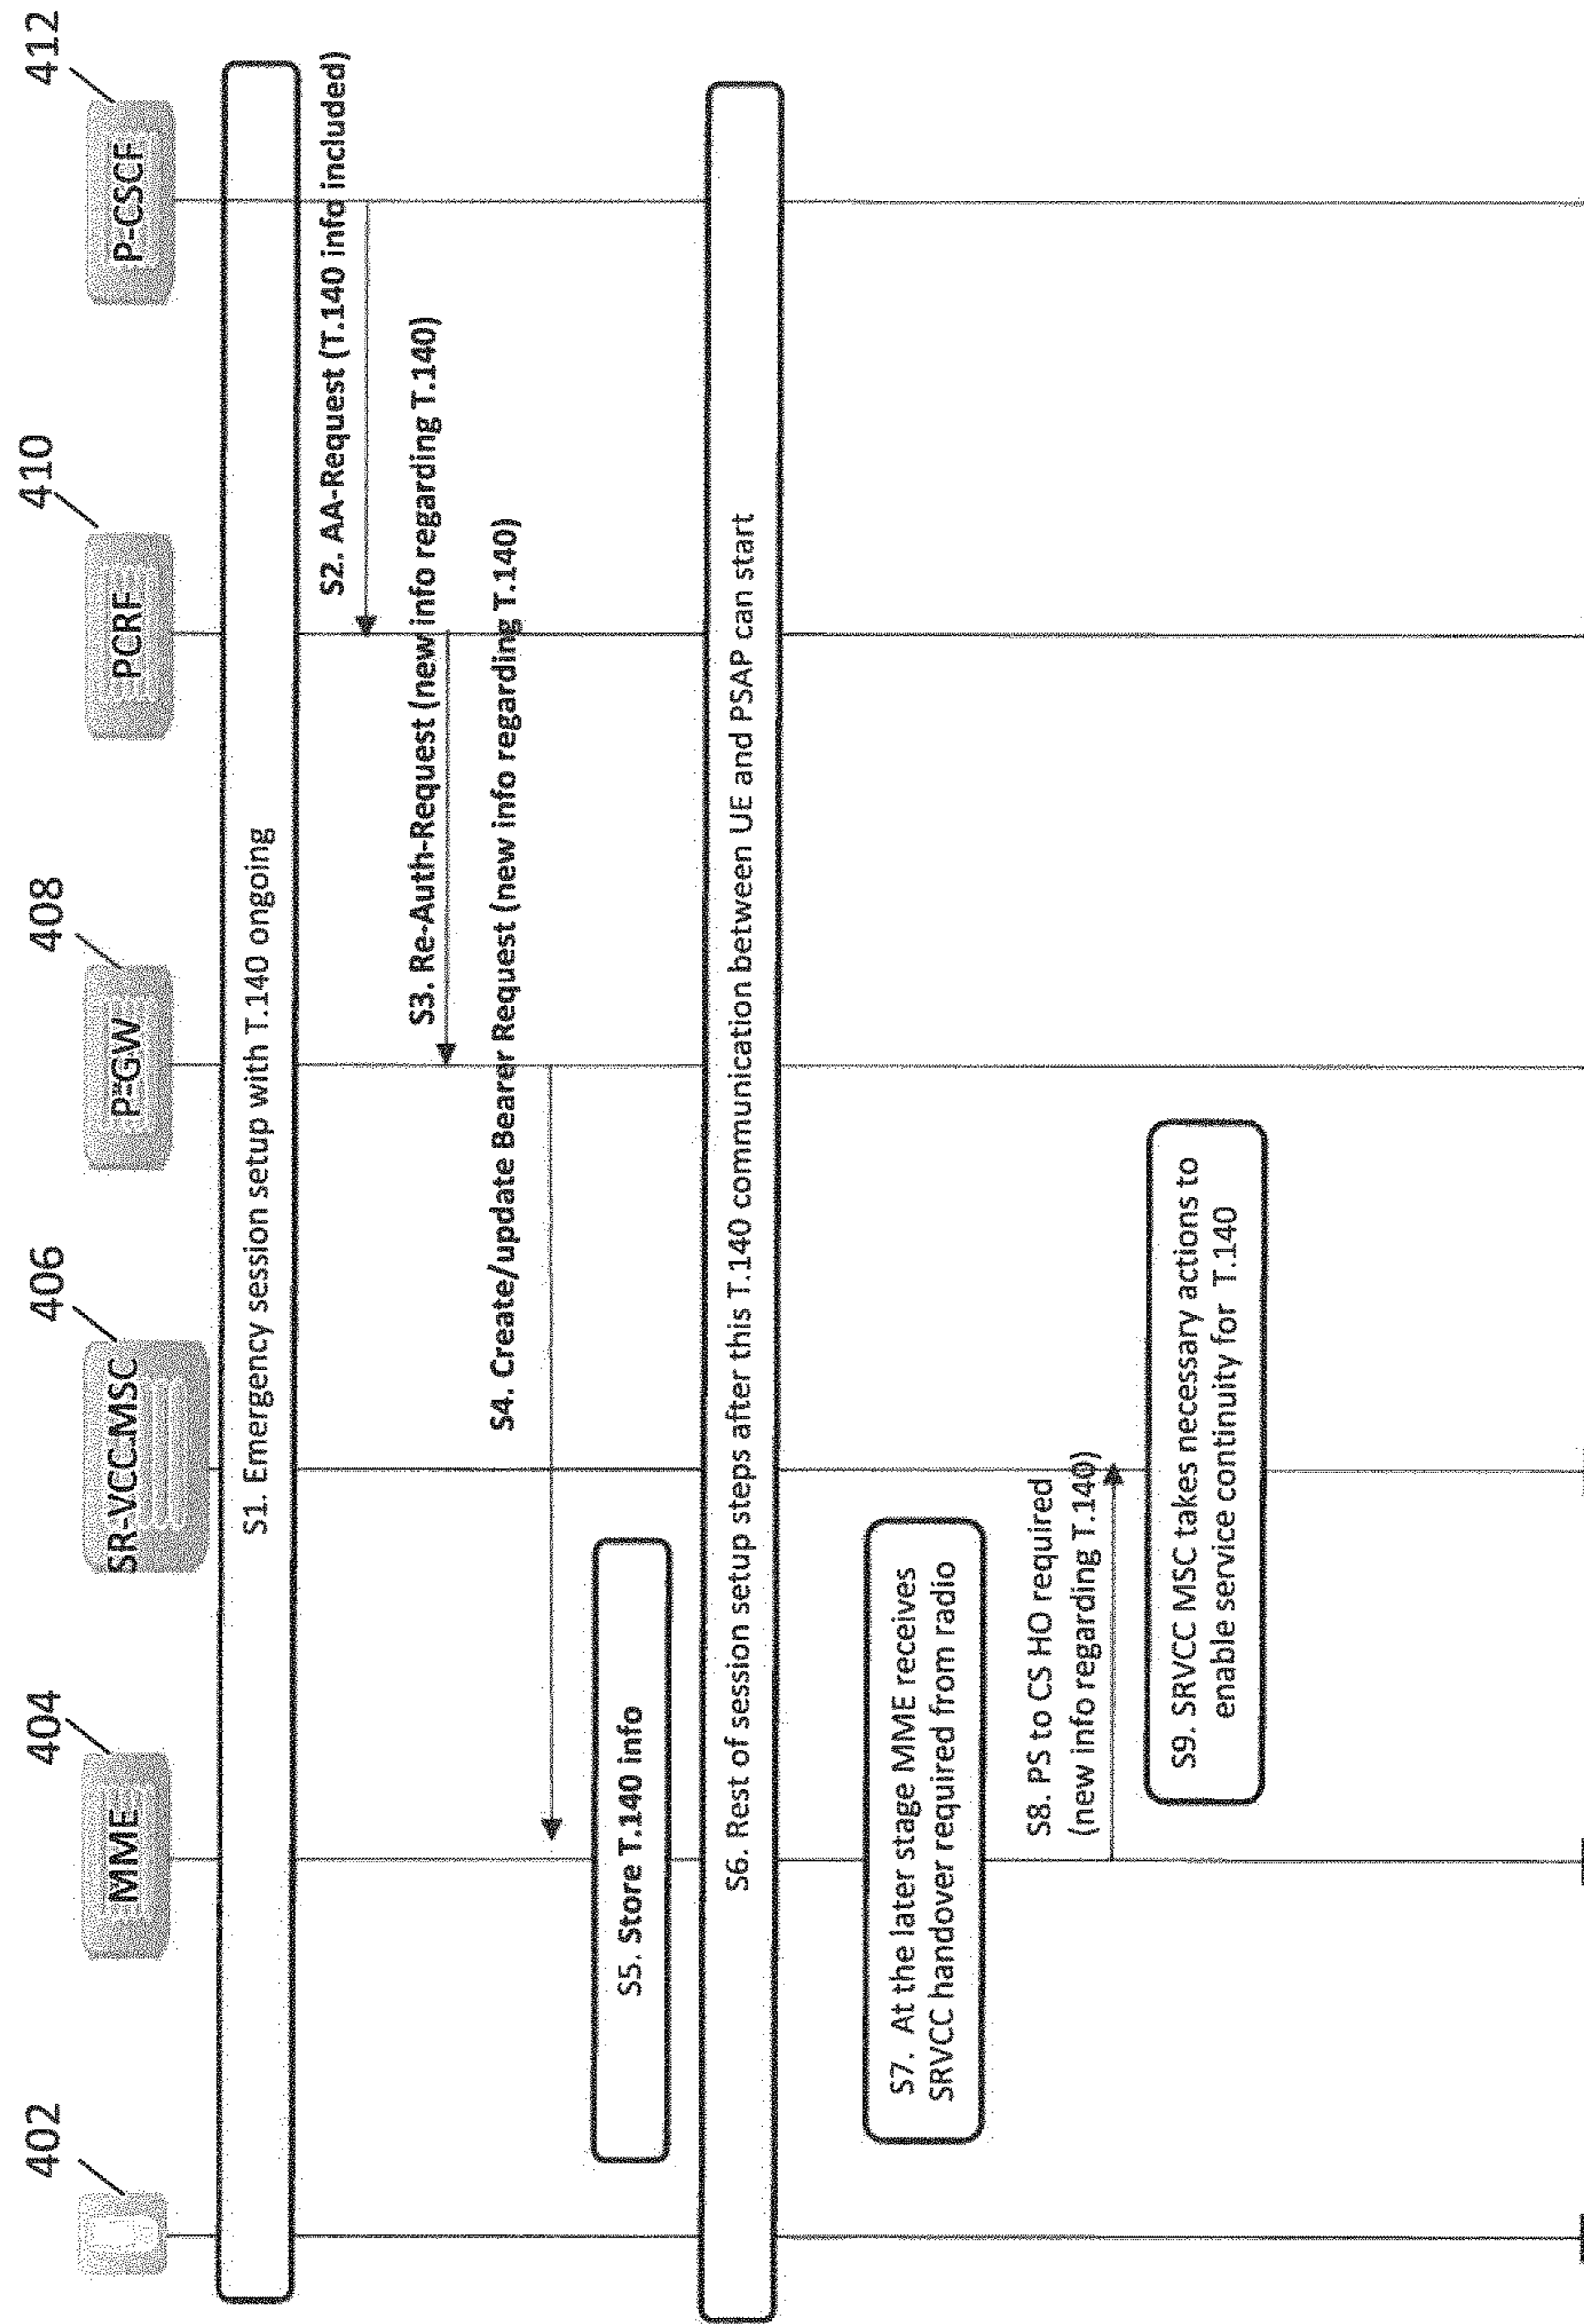 402
404
406
408
410
412
MME
SR-VCC MSC
P-GW
PCRF
P-CSCF
S1. Emergency session setup with T.140 ongoing
S2. AA-Request (T.140 info included)
S3. Re-Auth-Request (new info regarding T.140)
S4. Create/update Bearer Request (new info regarding T.140)
S5. Store T.140 info
S6. Rest of session setup steps after this T.140 communication between UE and PSAP can start
S7. At the later stage MME receives
SRVCC handover required from radio
S8. PS to CS HO required
(new info regarding T.140)
S9. SRVCC MSC takes necessary actions to
enable service continuity for T.140